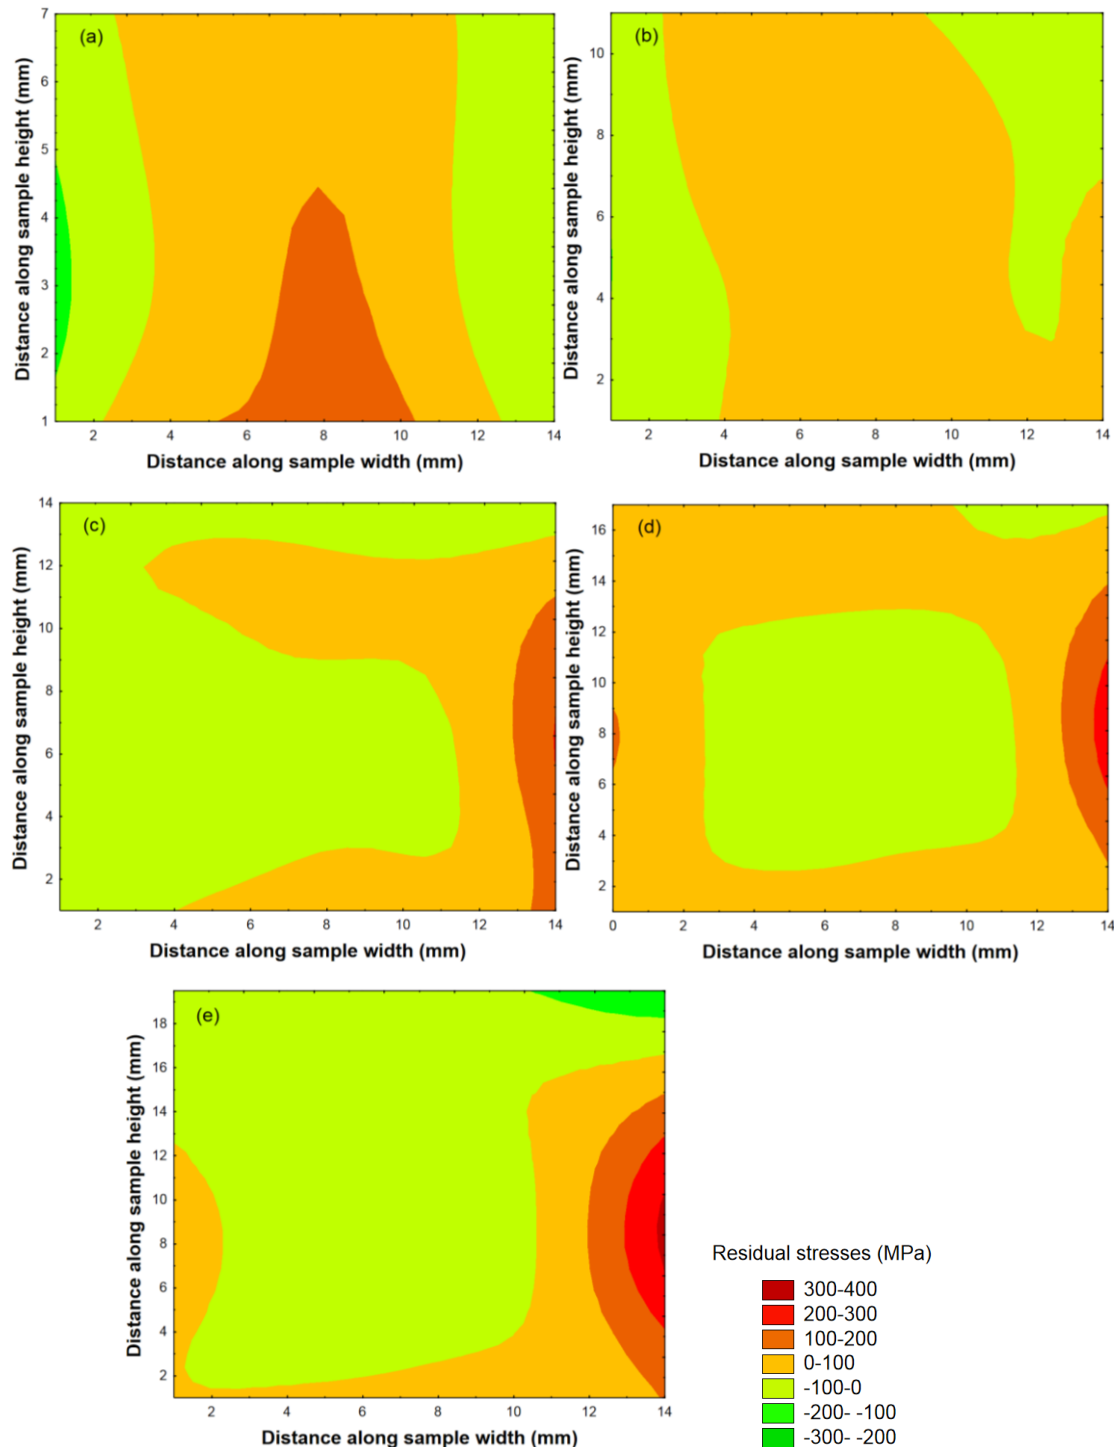 (a)
7
6
5
4
3
2
1
Distance along sample height (mm)
2 4 6 8 10 12 14
Distance along sample width (mm)
(b)
10
8
6
4
2
Distance along sample height (mm)
2 4 6 8 10 12 14
Distance along sample width (mm)
(c)
14
12
10
8
6
4
2
Distance along sample height (mm)
2 4 6 8 10 12 14
Distance along sample width (mm)
(d)
16
14
12
10
8
6
4
2
Distance along sample height (mm)
0 2 4 6 8 10 12 14
Distance along sample width (mm)
(e)
18
16
14
12
10
8
6
4
2
Distance along sample height (mm)
2 4 6 8 10 12 14
Distance along sample width (mm)
Residual stresses (MPa)
300-400
200-300
100-200
0-100
-100-0
-200- -100
-300- -200